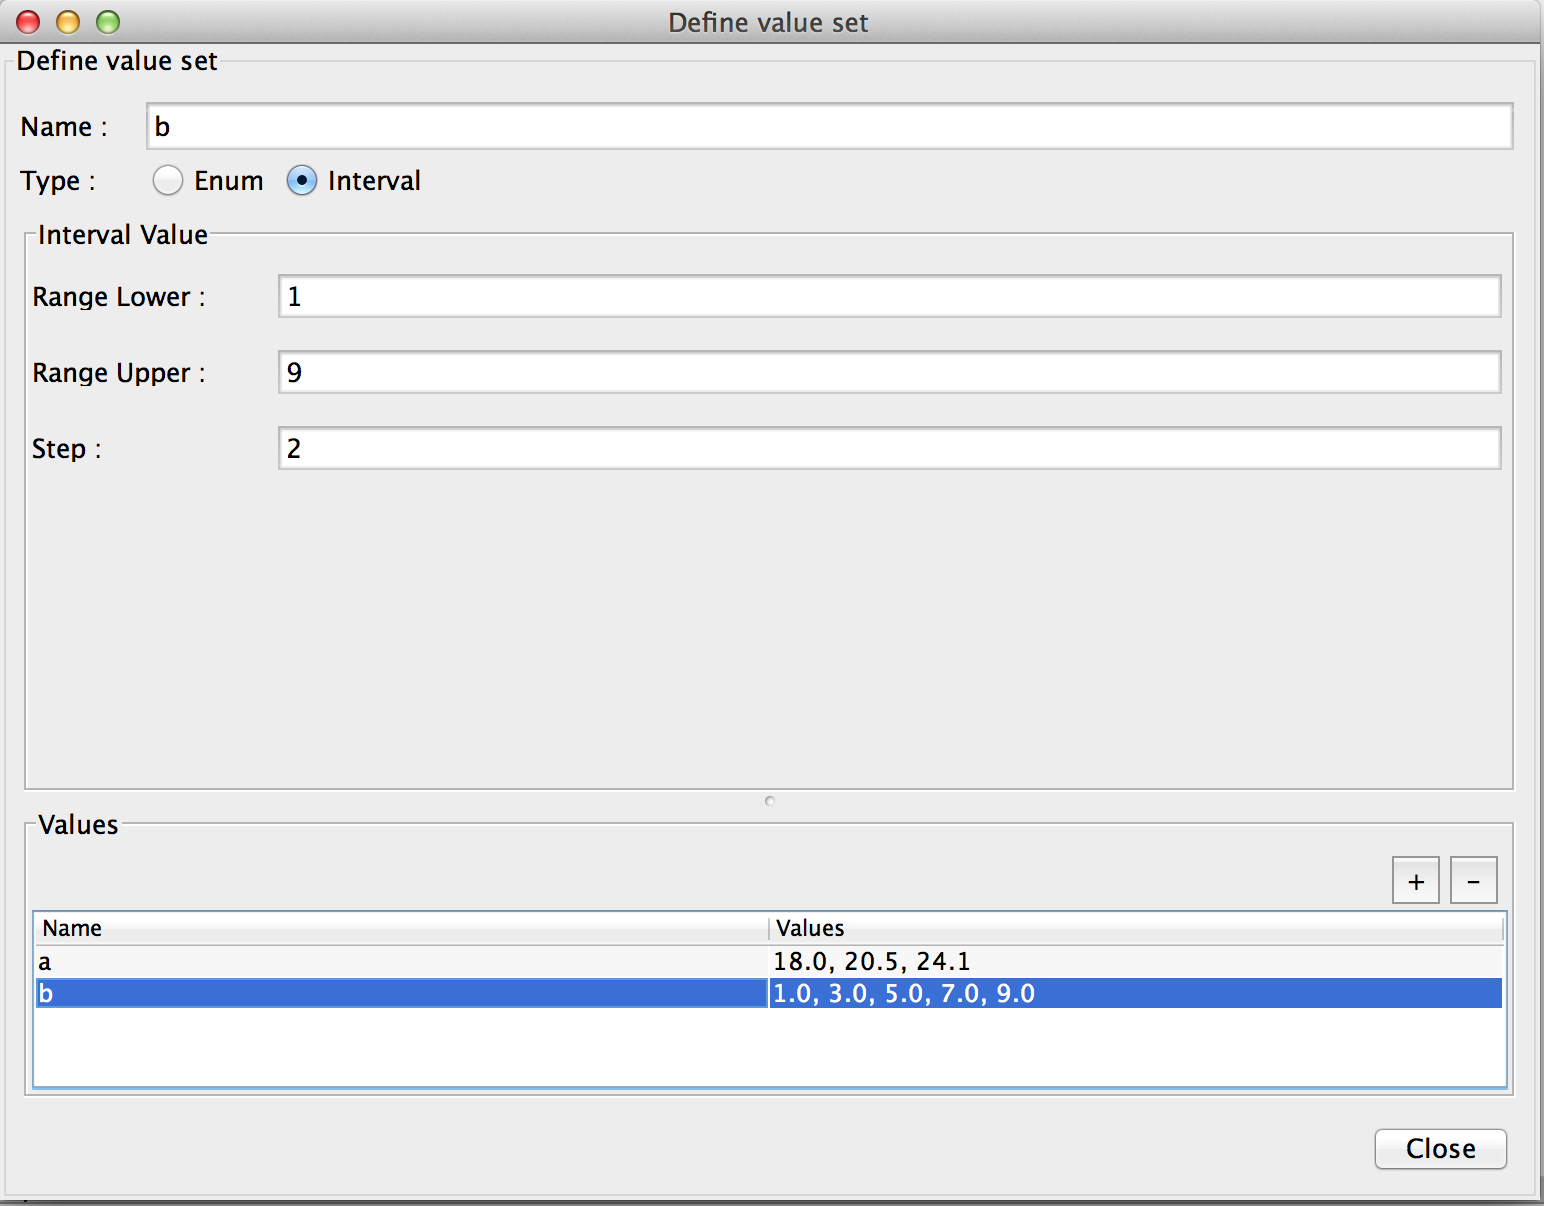 Define value set
Define value set
Name : b
Type : Enum Interval
Interval Value
Range Lower : 1
Range Upper : 9
Step : 2
Values
+ -
Name Values
a 18.0, 20.5, 24.1
b 1.0, 3.0, 5.0, 7.0, 9.0
Close